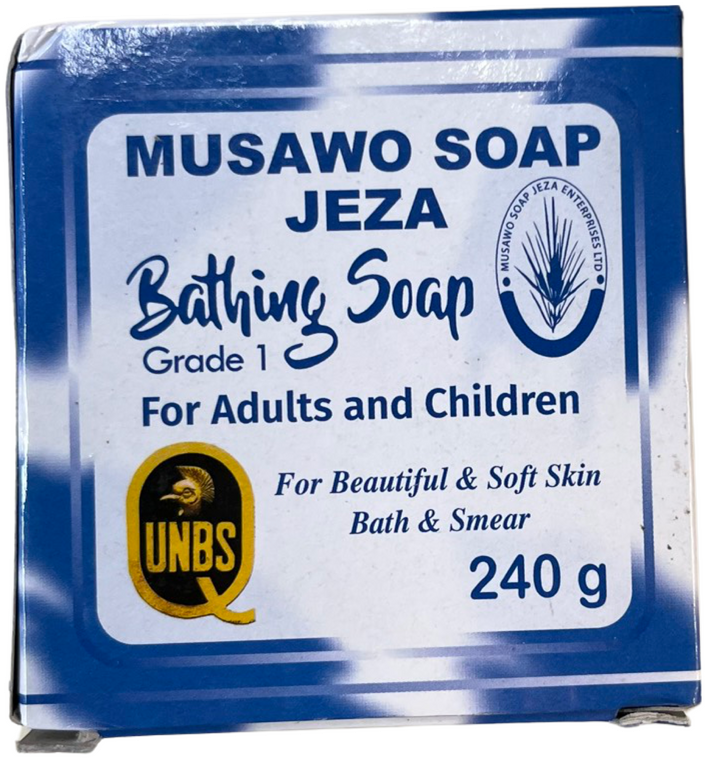 MUSAWO SOAP
JEZA
MUSAWO SOAP JEZA ENTERPRISES LTD
Bathing Soap
Grade 1
For Adults and Children
UNBS
For Beautiful & Soft Skin
Bath & Smear
240 g